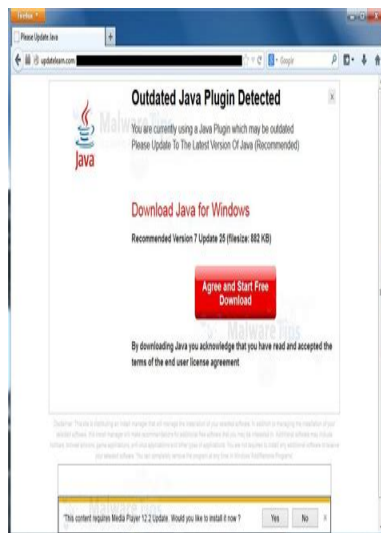 Firefox
Please Update Java
updatelearn.com
Google
Outdated Java Plugin Detected
x
MalwareTips
You are currently using a Java Plugin which may be outdated
Please Update To The Latest Version Of Java (Recommended)
Java
Download Java for Windows
Recommended Version 7 Update 25 (filesize: 882 KB)
Agree and Start Free
Download
MalwareTips
By downloading Java you acknowledge that you have read and accepted the
terms of the end user license agreement
MalwareTips
"This content requires Media Player 12.2 Update. Would you like to install it now ?
Yes
No
x